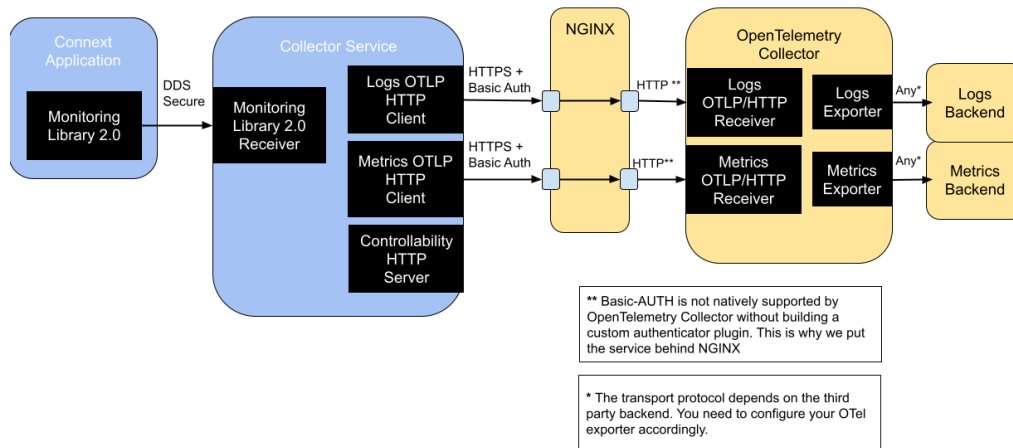 Connext
Application
Monitoring
Library 2.0
DDS
Secure
Collector Service
Monitoring
Library 2.0
Receiver
Logs OTLP
HTTP
Client
Metrics OTLP
HTTP
Client
Controllability
HTTP
Server
HTTPS +
Basic Auth
HTTPS +
Basic Auth
NGINX
HTTP **
HTTP**
OpenTelemetry
Collector
Logs
OTLP/HTTP
Receiver
Metrics
OTLP/HTTP
Receiver
Logs
Exporter
Metrics
Exporter
Any*
Any*
Logs
Backend
Metrics
Backend
** Basic-AUTH is not natively supported by
OpenTelemetry Collector without building a
custom authenticator plugin. This is why we put
the service behind NGINX
* The transport protocol depends on the third
party backend. You need to configure your OTel
exporter accordingly.